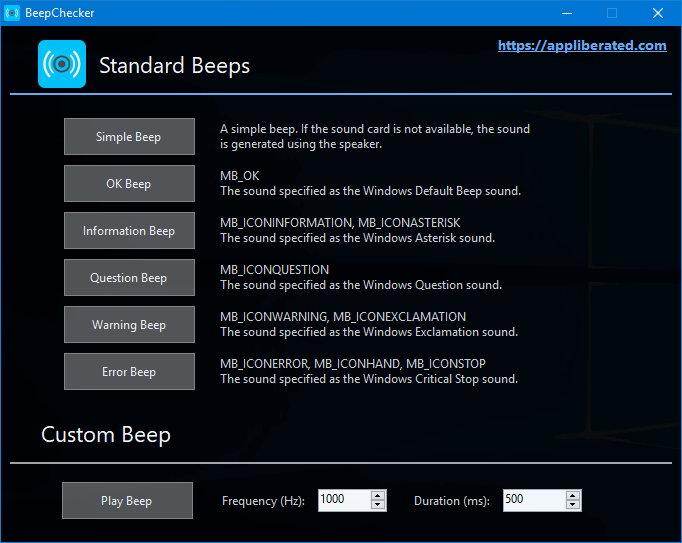 BeepChecker
https://appliberated.com
Standard Beeps
Simple Beep
A simple beep. If the sound card is not available, the sound
is generated using the speaker.
OK Beep
MB_OK
The sound specified as the Windows Default Beep sound.
Information Beep
MB_ICONINFORMATION, MB_ICONASTERISK
The sound specified as the Windows Asterisk sound.
Question Beep
MB_ICONQUESTION
The sound specified as the Windows Question sound.
Warning Beep
MB_ICONWARNING, MB_ICONEXCLAMATION
The sound specified as the Windows Exclamation sound.
Error Beep
MB_ICONERROR, MB_ICONHAND, MB_ICONSTOP
The sound specified as the Windows Critical Stop sound.
Custom Beep
Play Beep Frequency (Hz): 1000 Duration (ms): 500